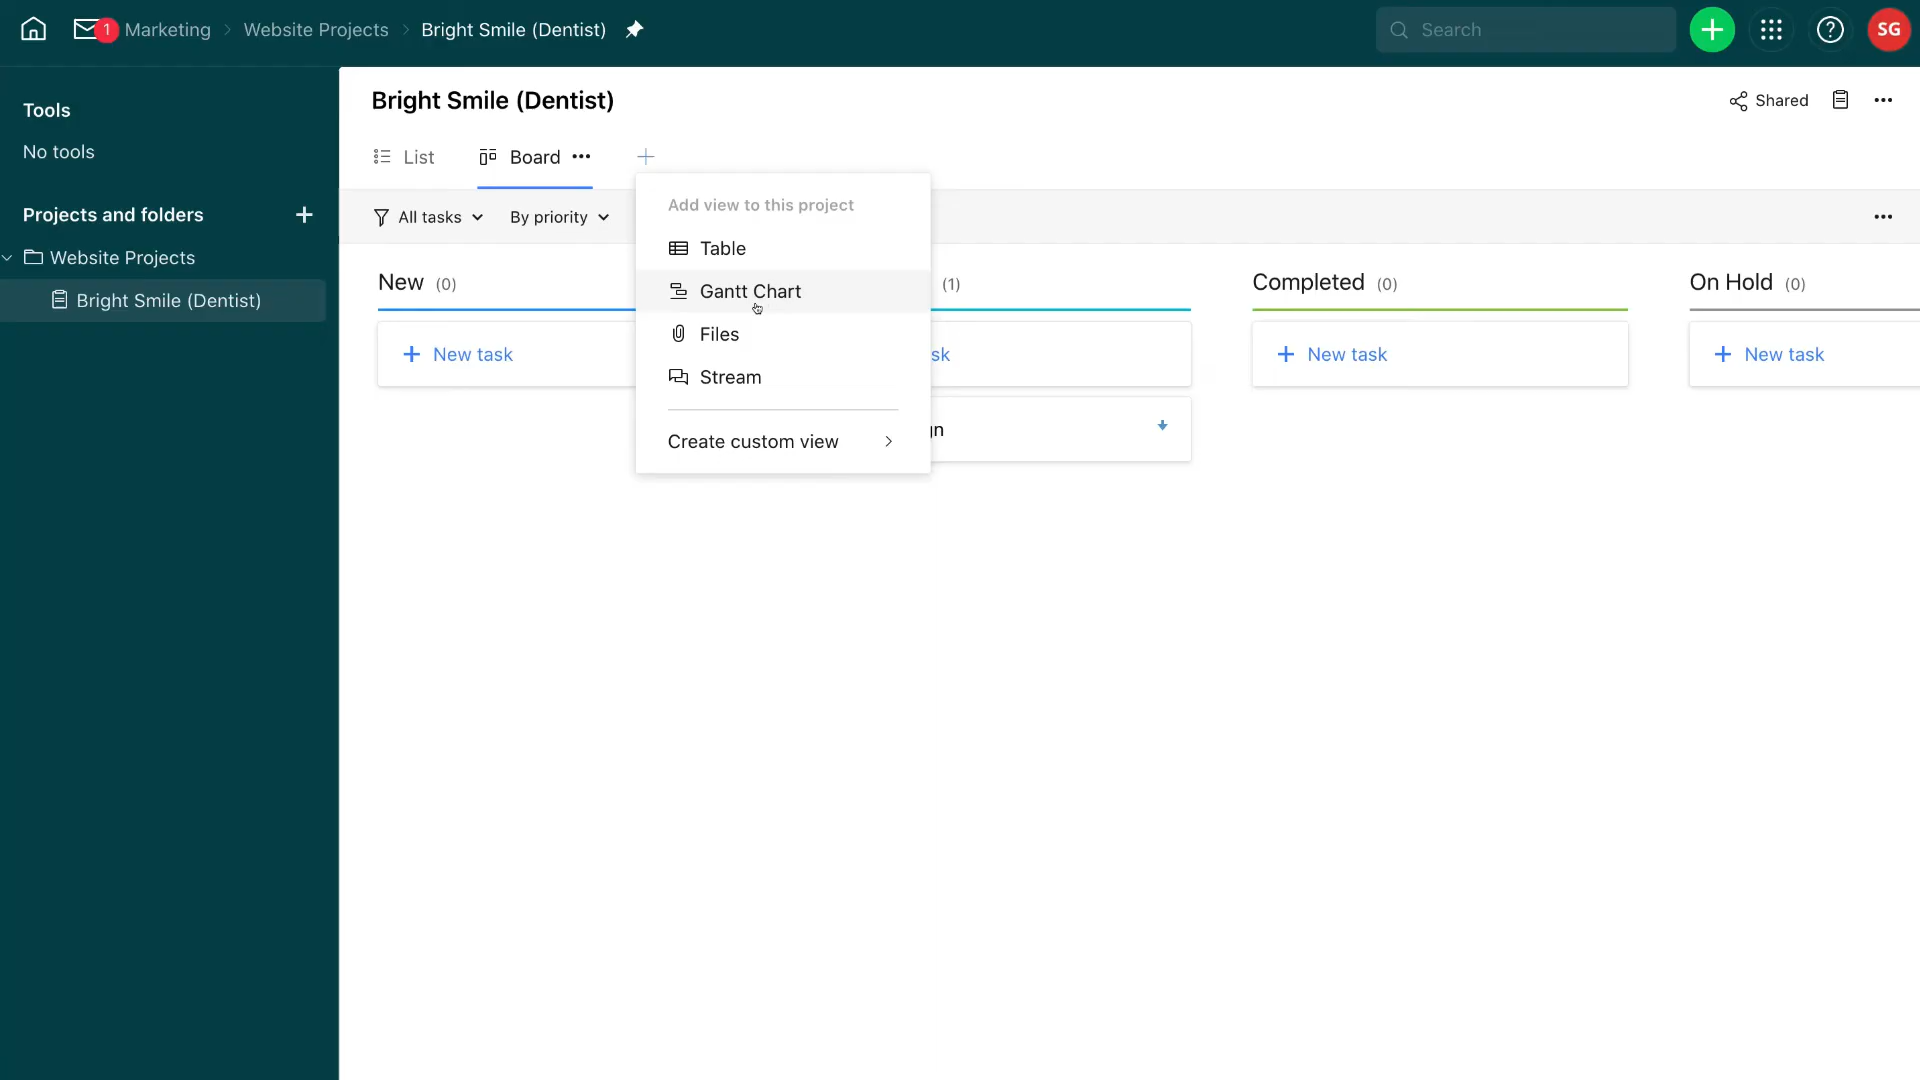 1 Marketing Website Projects Bright Smile (Dentist)
Search
SG
Tools
No tools
Projects and folders
Website Projects
Bright Smile (Dentist)
Bright Smile (Dentist)
Shared
List
Board
All tasks
By priority
Add view to this project
Table
Gantt Chart
Files
Stream
Create custom view
New (0)
New task
(1)
sk
gn
Completed (0)
New task
On Hold (0)
New task